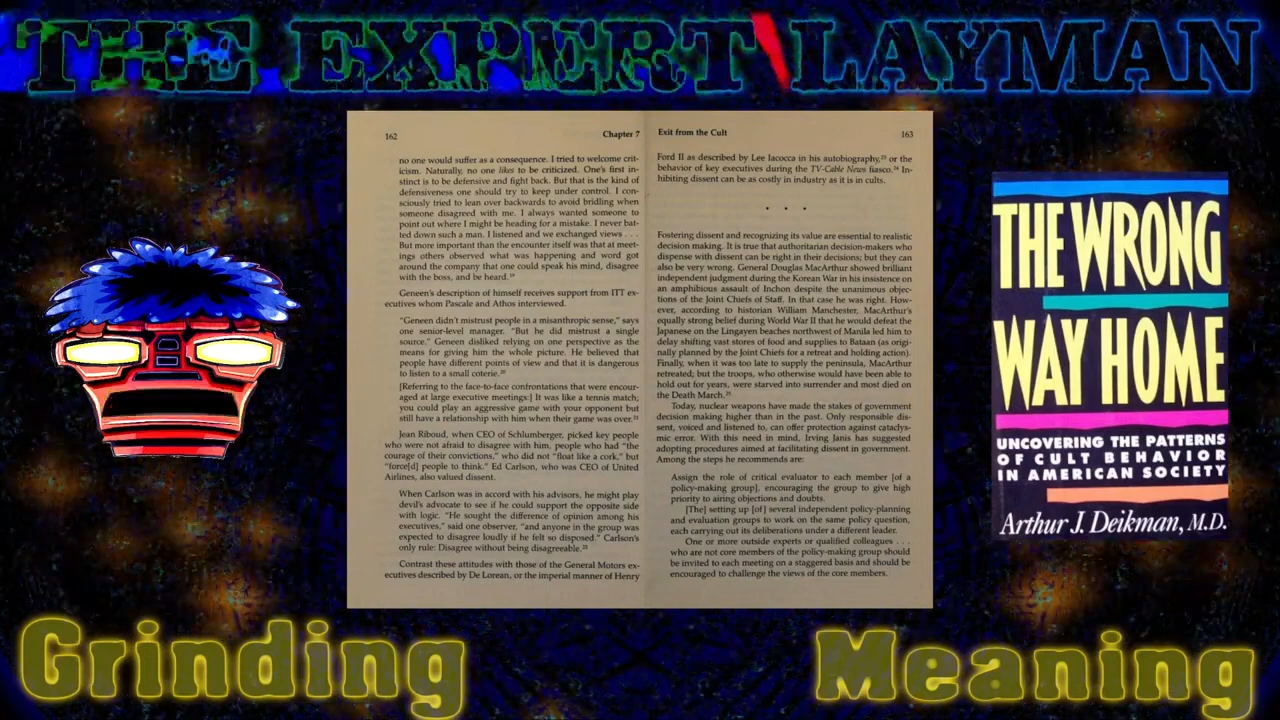 THE EXPERT LAYMAN
162
Chapter 7
no one would suffer as a consequence. I tried to welcome crit-
icism. Naturally, no one likes to be criticized. One's first in-
stinct is to be defensive and fight back. But that is the kind of
defensiveness one should try to keep under control. I con-
sciously tried to lean over backwards to avoid bridling when
someone disagreed with me. I always wanted someone to
point out where I might be heading for a mistake. I never bat-
ted down such a man. I listened and we exchanged views . . .
But more important than the encounter itself was that at meet-
ings others observed what was happening and word got
around the company that one could speak his mind, disagree
with the boss, and be heard.19
Geneen's description of himself receives support from ITT ex-
ecutives whom Pascale and Athos interviewed.
"Geneen didn't mistrust people in a misanthropic sense," says
one senior-level manager. "But he did mistrust a single
source." Geneen disliked relying on one perspective as the
means for giving him the whole picture. He believed that
people have different points of view and that it is dangerous
to listen to a small coterie.20
[Referring to the face-to-face confrontations that were encour-
aged at large executive meetings:] It was like a tennis match;
you could play an aggressive game with your opponent but
still have a relationship with him when their game was over.21
Jean Riboud, when CEO of Schlumberger, picked key people
who were not afraid to disagree with him, people who had "the
courage of their convictions," who did not "float like a cork," but
"force[d] people to think." Ed Carlson, who was CEO of United
Airlines, also valued dissent.
When Carlson was in accord with his advisors, he might play
devil's advocate to see if he could support the opposite side
with logic. "He sought the difference of opinion among his
executives," said one observer, "and anyone in the group was
expected to disagree loudly if he felt so disposed." Carlson's
only rule: Disagree without being disagreeable.22
Contrast these attitudes with those of the General Motors ex-
ecutives described by De Lorean, or the imperial manner of Henry
Exit from the Cult
163
Ford II as described by Lee Iacocca in his autobiography,23 or the
behavior of key executives during the TV-Cable News fiasco.24 In-
hibiting dissent can be as costly in industry as it is in cults.
• • •
Fostering dissent and recognizing its value are essential to realistic
decision making. It is true that authoritarian decision-makers who
dispense with dissent can be right in their decisions; but they can
also be very wrong. General Douglas MacArthur showed brilliant
independent judgment during the Korean War in his insistence on
an amphibious assault of Inchon despite the unanimous objec-
tions of the Joint Chiefs of Staff. In that case he was right. How-
ever, according to historian William Manchester, MacArthur's
equally strong belief during World War II that he would defeat the
Japanese on the Lingayen beaches northwest of Manila led him to
delay shifting vast stores of food and supplies to Bataan (as origi-
nally planned by the Joint Chiefs for a retreat and holding action).
Finally, when it was too late to supply the peninsula, MacArthur
retreated; but the troops, who otherwise would have been able to
hold out for years, were starved into surrender and most died on
the Death March.25
Today, nuclear weapons have made the stakes of government
decision making higher than in the past. Only responsible dis-
sent, voiced and listened to, can offer protection against cataclys-
mic error. With this need in mind, Irving Janis has suggested
adopting procedures aimed at facilitating dissent in government.
Among the steps he recommends are:
Assign the role of critical evaluator to each member [of a
policy-making group], encouraging the group to give high
priority to airing objections and doubts.
[The] setting up [of] several independent policy-planning
and evaluation groups to work on the same policy question,
each carrying out its deliberations under a different leader.
One or more outside experts or qualified colleagues . . .
who are not core members of the policy-making group should
be invited to each meeting on a staggered basis and should be
encouraged to challenge the views of the core members.
THE WRONG
WAY HOME
UNCOVERING THE PATTERNS
OF CULT BEHAVIOR
IN AMERICAN SOCIETY
Arthur J. Deikman, M.D.
Grinding
Meaning